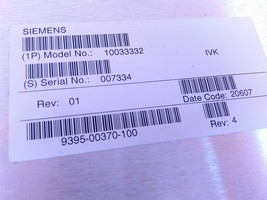 SIEMENS
(1P) Model No.: 10033332 IVK
(S) Serial No.: 007334
Rev: 01 Date Code: 20607
9395-00370-100 Rev: 4